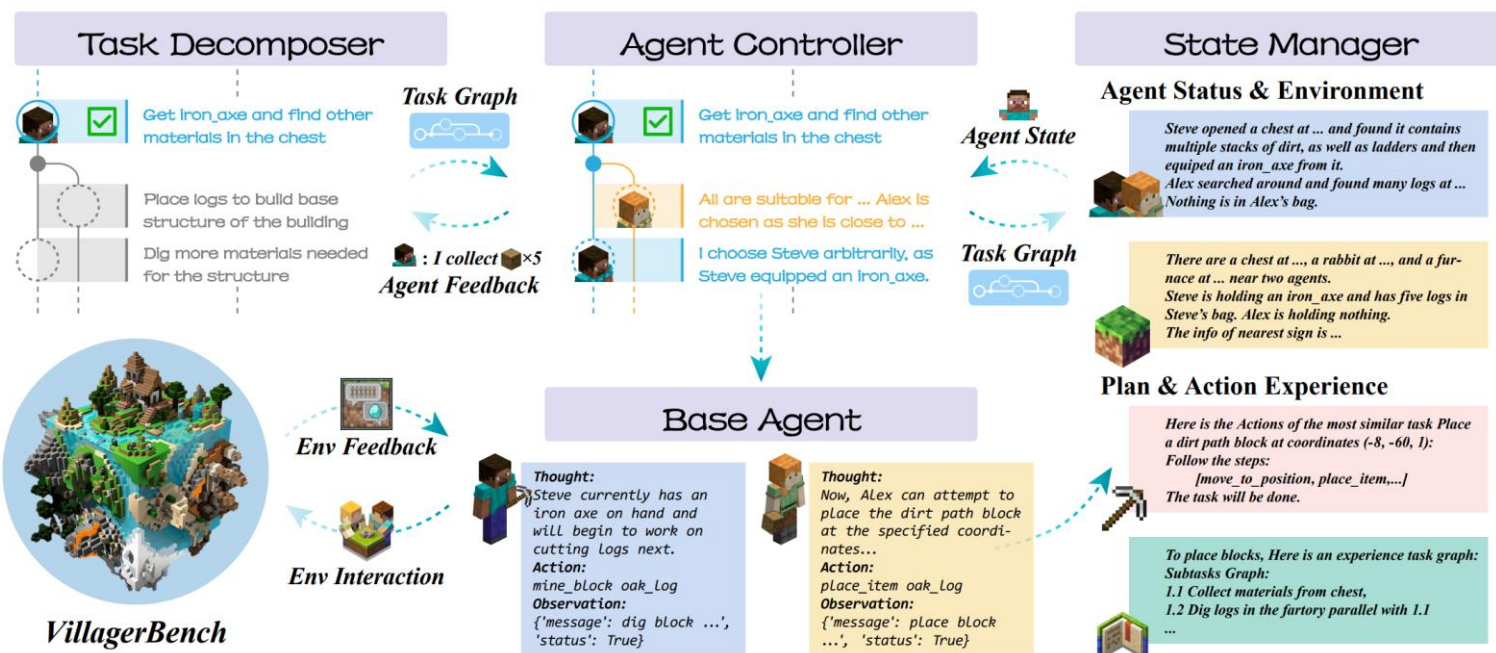 Task Decomposer
Get iron_axe and find other
materials in the chest
Place logs to build base
structure of the building
Dig more materials needed
for the structure
Task Graph
: I collect ×5
Agent Feedback
Agent Controller
Get iron_axe and find other
materials in the chest
All are suitable for ... Alex is
chosen as she is close to ...
I choose Steve arbitrarily, as
Steve equipped an iron_axe.
Agent State
Task Graph
State Manager
Agent Status & Environment
Steve opened a chest at ... and found it contains
multiple stacks of dirt, as well as ladders and then
equiped an iron_axe from it.
Alex searched around and found many logs at ...
Nothing is in Alex's bag.
There are a chest at ..., a rabbit at ..., and a fur-
nace at ... near two agents.
Steve is holding an iron_axe and has five logs in
Steve's bag. Alex is holding nothing.
The info of nearest sign is ...
Plan & Action Experience
Here is the Actions of the most similar task Place
a dirt path block at coordinates (-8, -60, 1):
Follow the steps:
[move_to_position, place_item,...]
The task will be done.
To place blocks, Here is an experience task graph:
Subtasks Graph:
1.1 Collect materials from chest,
1.2 Dig logs in the fartory parallel with 1.1
...
VillagerBench
Env Feedback
Env Interaction
Base Agent
Thought:
Steve currently has an
iron axe on hand and
will begin to work on
cutting logs next.
Action:
mine_block oak_log
Observation:
{'message': dig block ...',
'status': True}
Thought:
Now, Alex can attempt to
place the dirt path block
at the specified coordi-
nates...
Action:
place_item oak_log
Observation:
{'message': place block
...', 'status': True}